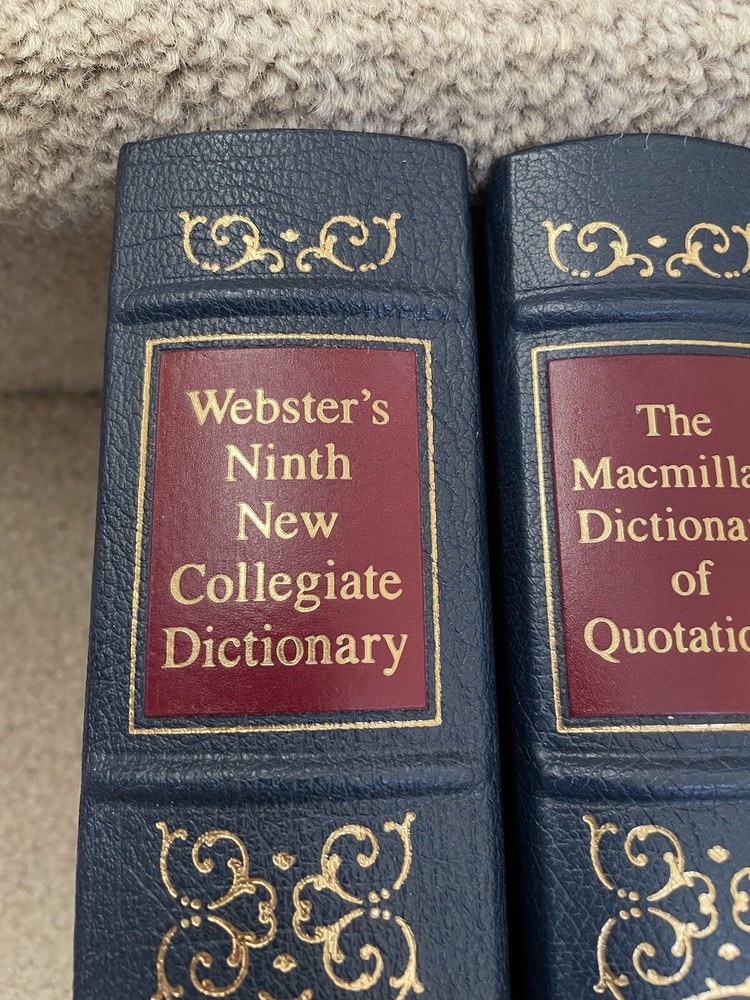 Webster's
Ninth
New
Collegiate
Dictionary
The
Macmilla
Dictiona
of
Quotatio